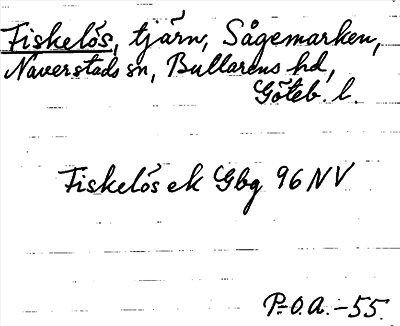 Fiskelös, tjärn, Sågemarken,
Naverstads sn, Bullarens hd,
Göteb. l.
Fiskelös ek Gbg 96 NV
P.-O.A. -55.